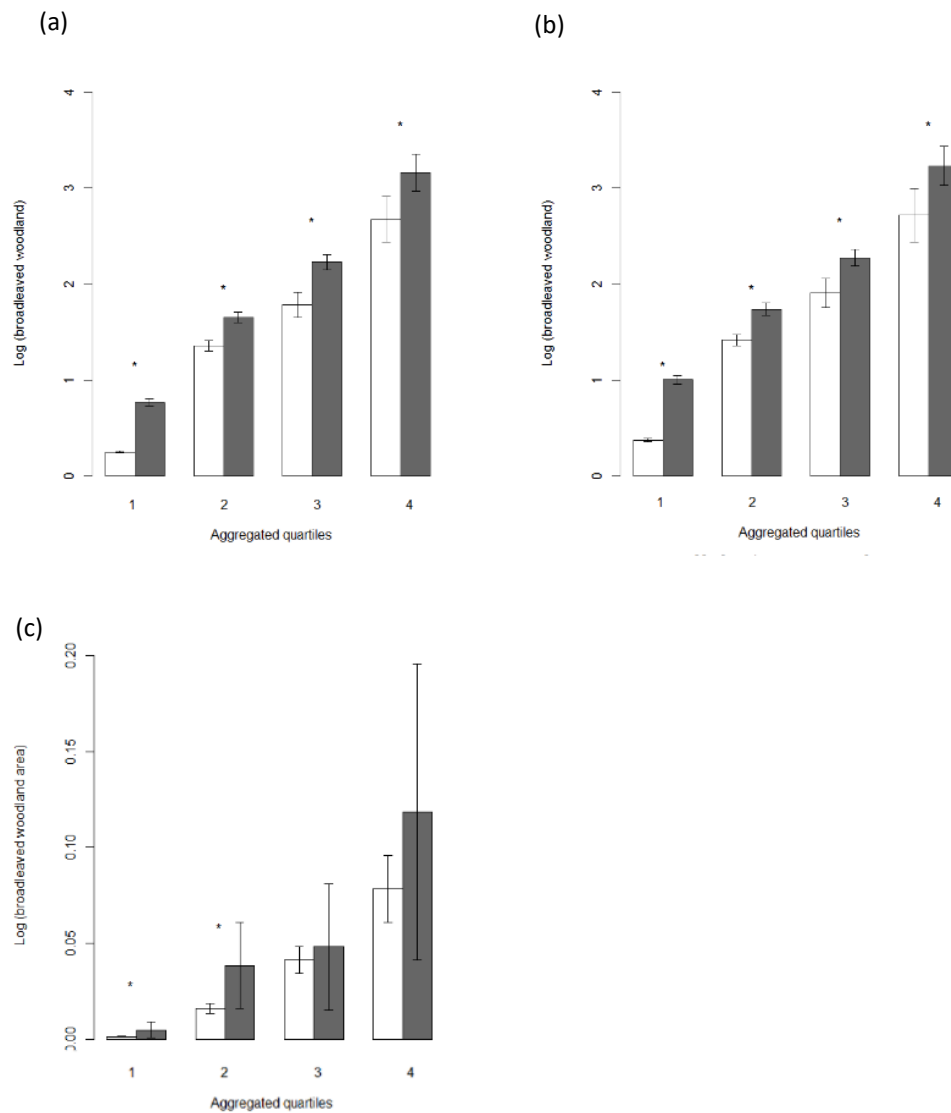 (a)
4
3
2
1
0
Log (broadleaved woodland)
*
*
*
*
1 2 3 4
Aggregated quartiles
(b)
4
3
2
1
0
Log (broadleaved woodland)
*
*
*
*
1 2 3 4
Aggregated quartiles
(c)
0.20
0.15
0.10
0.05
0.00
Log (broadleaved woodland area)
*
*
1 2 3 4
Aggregated quartiles